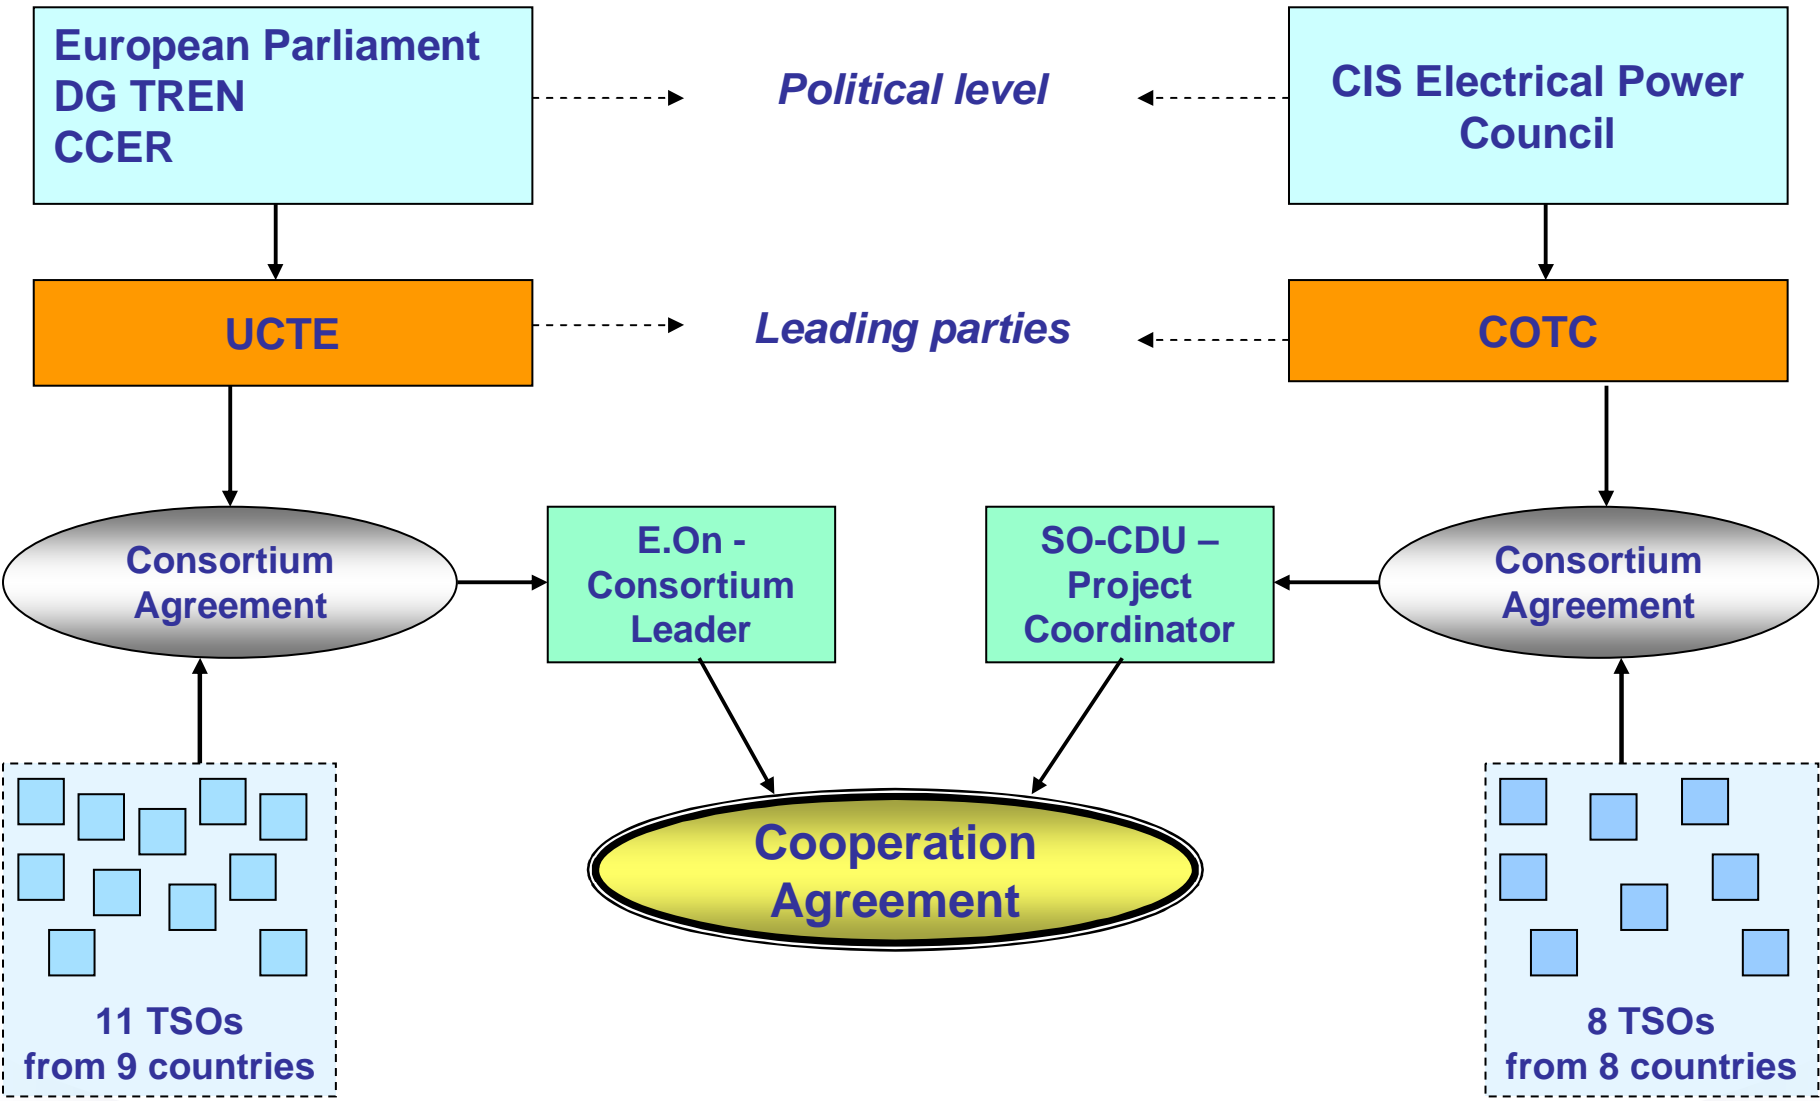 European Parliament
DG TREN
CCER
Political level
CIS Electrical Power
Council
UCTE
Leading parties
COTC
Consortium
Agreement
E.On -
Consortium
Leader
SO-CDU –
Project
Coordinator
Consortium
Agreement
Cooperation
Agreement
11 TSOs
from 9 countries
8 TSOs
from 8 countries